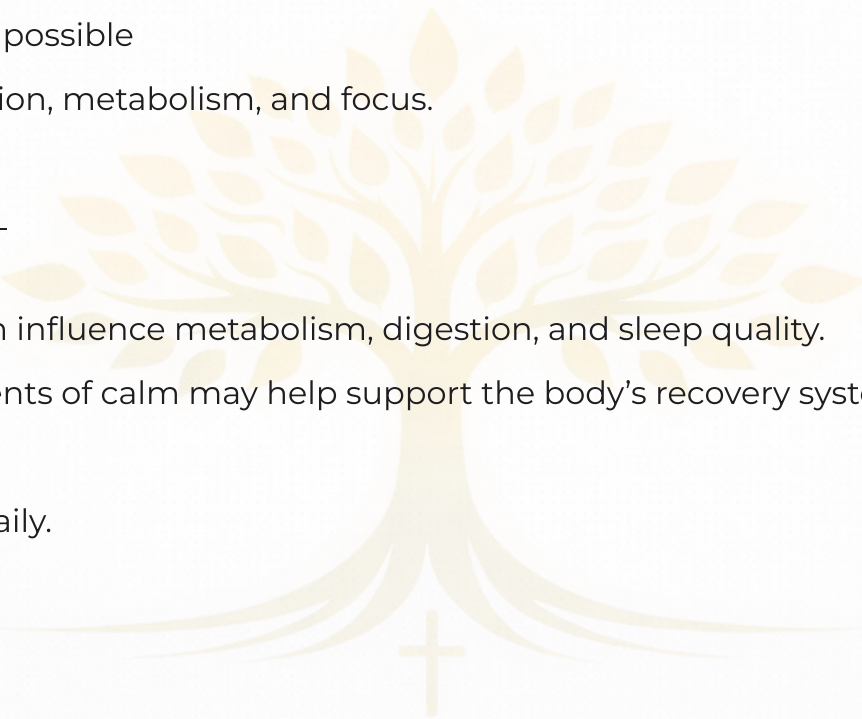 possible
ion, metabolism, and focus.
influence metabolism, digestion, and sleep quality.
ents of calm may help support the body’s recovery syst
aily.